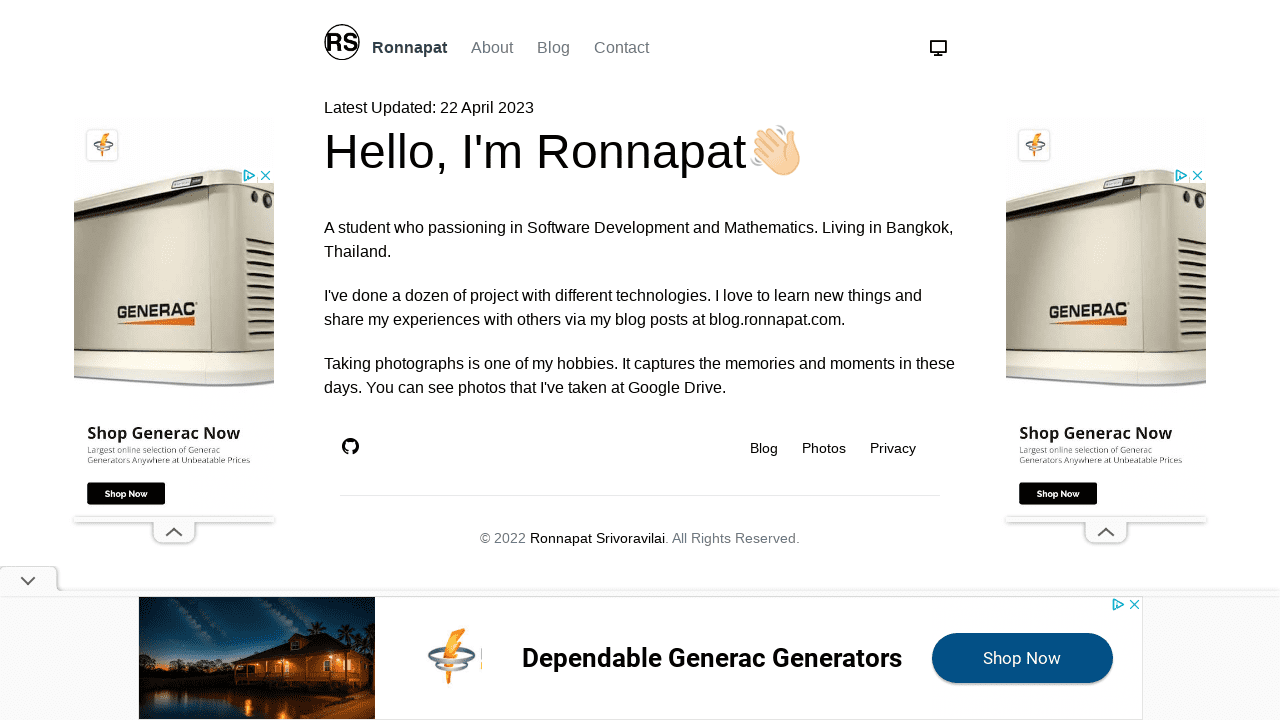 RS Ronnapat About Blog Contact
Latest Updated: 22 April 2023
Hello, I'm Ronnapat👋🏻
A student who passioning in Software Development and Mathematics. Living in Bangkok,
Thailand.
I've done a dozen of project with different technologies. I love to learn new things and
share my experiences with others via my blog posts at blog.ronnapat.com.
Taking photographs is one of my hobbies. It captures the memories and moments in these
days. You can see photos that I've taken at Google Drive.
Blog Photos Privacy
© 2022 Ronnapat Srivoravilai. All Rights Reserved.
GENERAC
Shop Generac Now
Largest online selection of Generac
Generators Anywhere at Unbeatable Prices
Shop Now
GENERAC
Shop Generac Now
Largest online selection of Generac
Generators Anywhere at Unbeatable Prices
Shop Now
Dependable Generac Generators
Shop Now